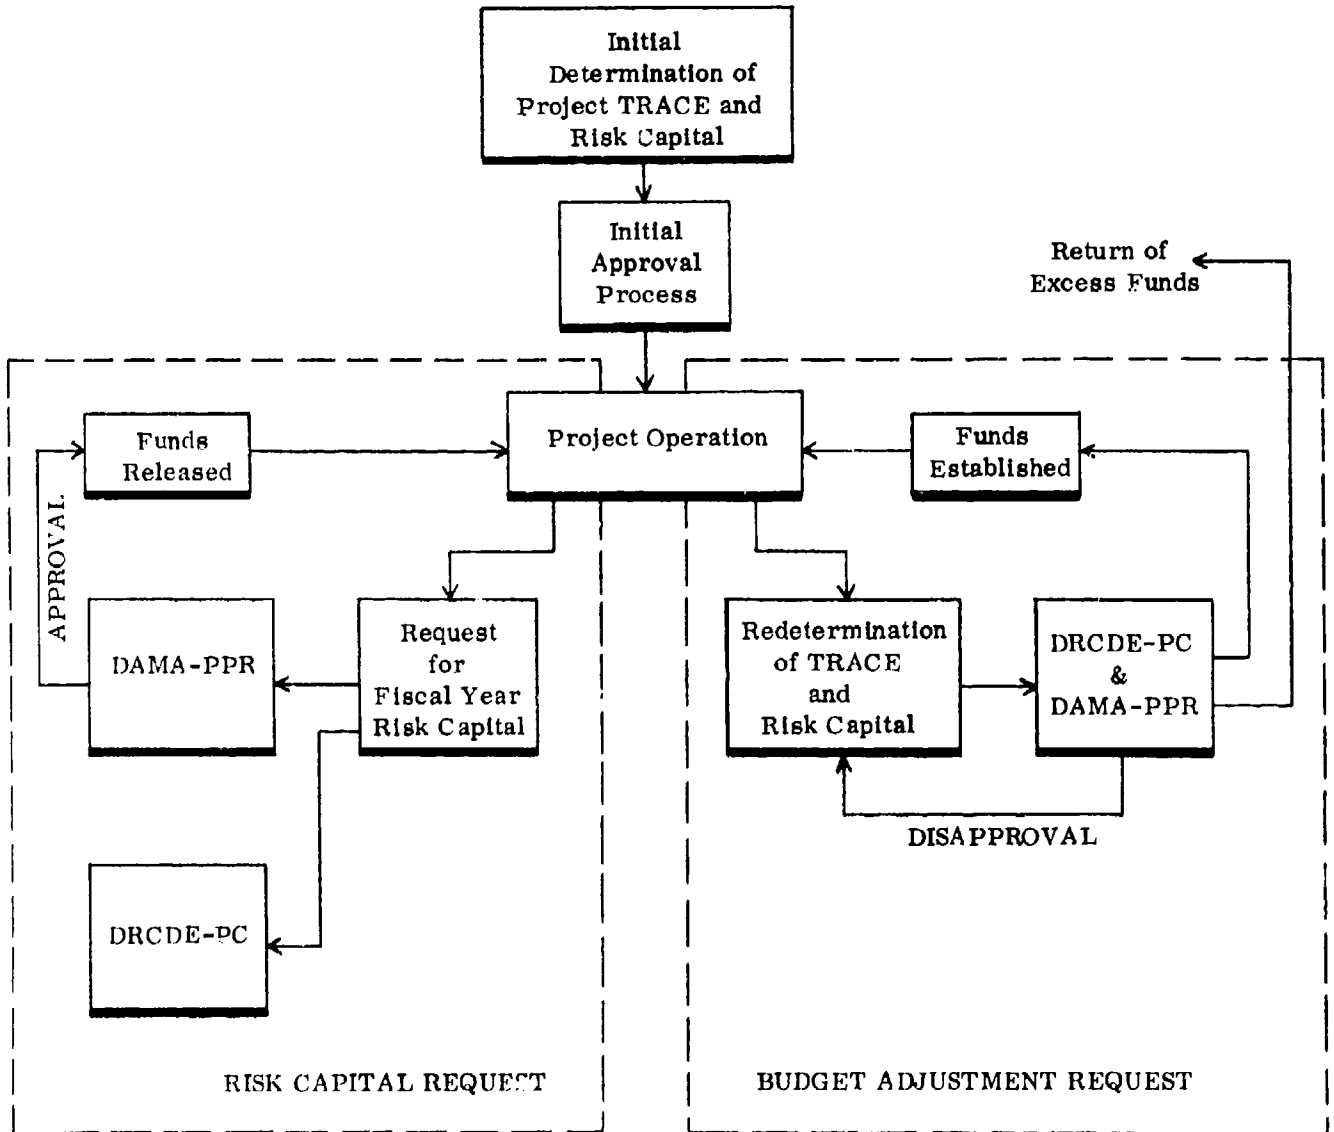 Initial
Determination of
Project TRACE and
Risk Capital
Initial
Approval
Process
Return of
Excess Funds
Funds
Released
Project Operation
Funds
Established
APPROVAL
DAMA-PPR
Request
for
Fiscal Year
Risk Capital
Redetermination
of TRACE
and
Risk Capital
DRCDE-PC
&
DAMA-PPR
DISAPPROVAL
DRCDE-PC
RISK CAPITAL REQUEST
BUDGET ADJUSTMENT REQUEST